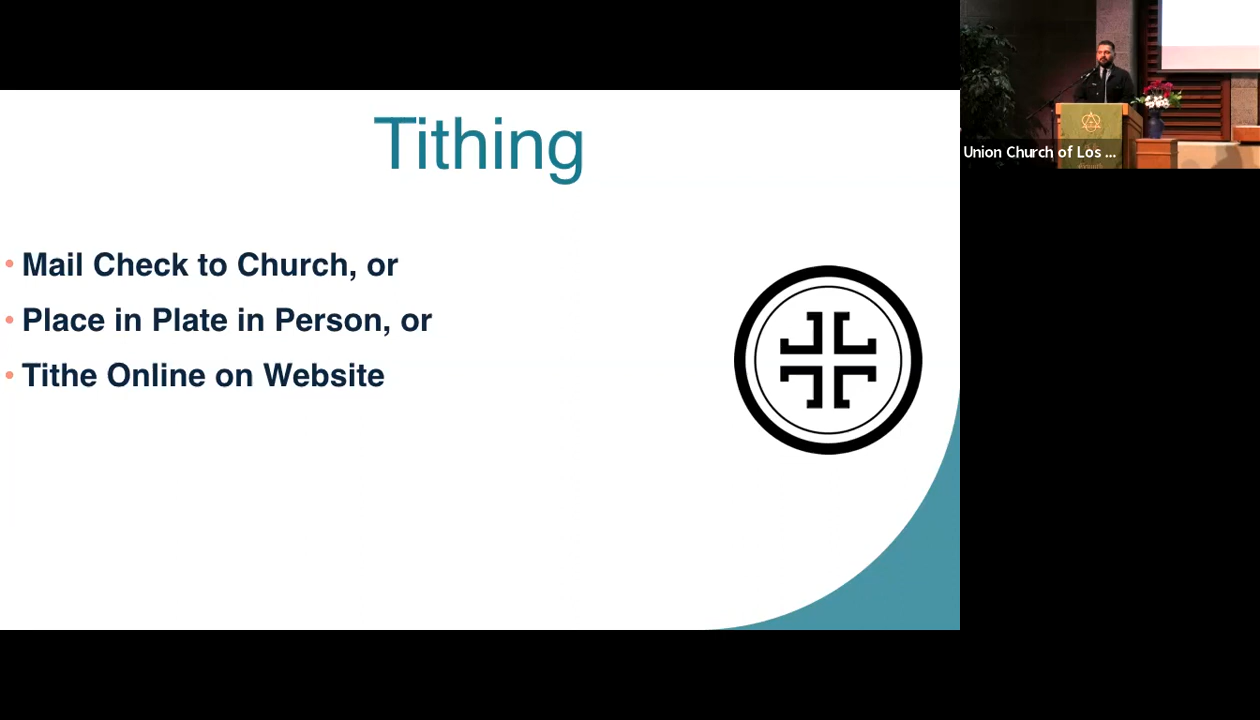 Tithing
• Mail Check to Church, or
• Place in Plate in Person, or
• Tithe Online on Website
Union Church of Los ...